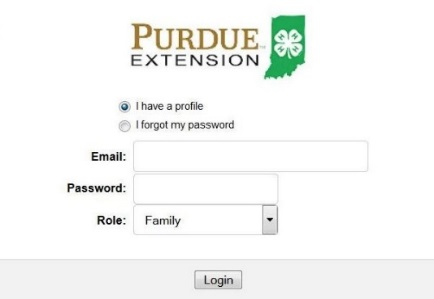 PURDUE
EXTENSION
I have a profile
I forgot my password
Email:
Password:
Role: Family
Login